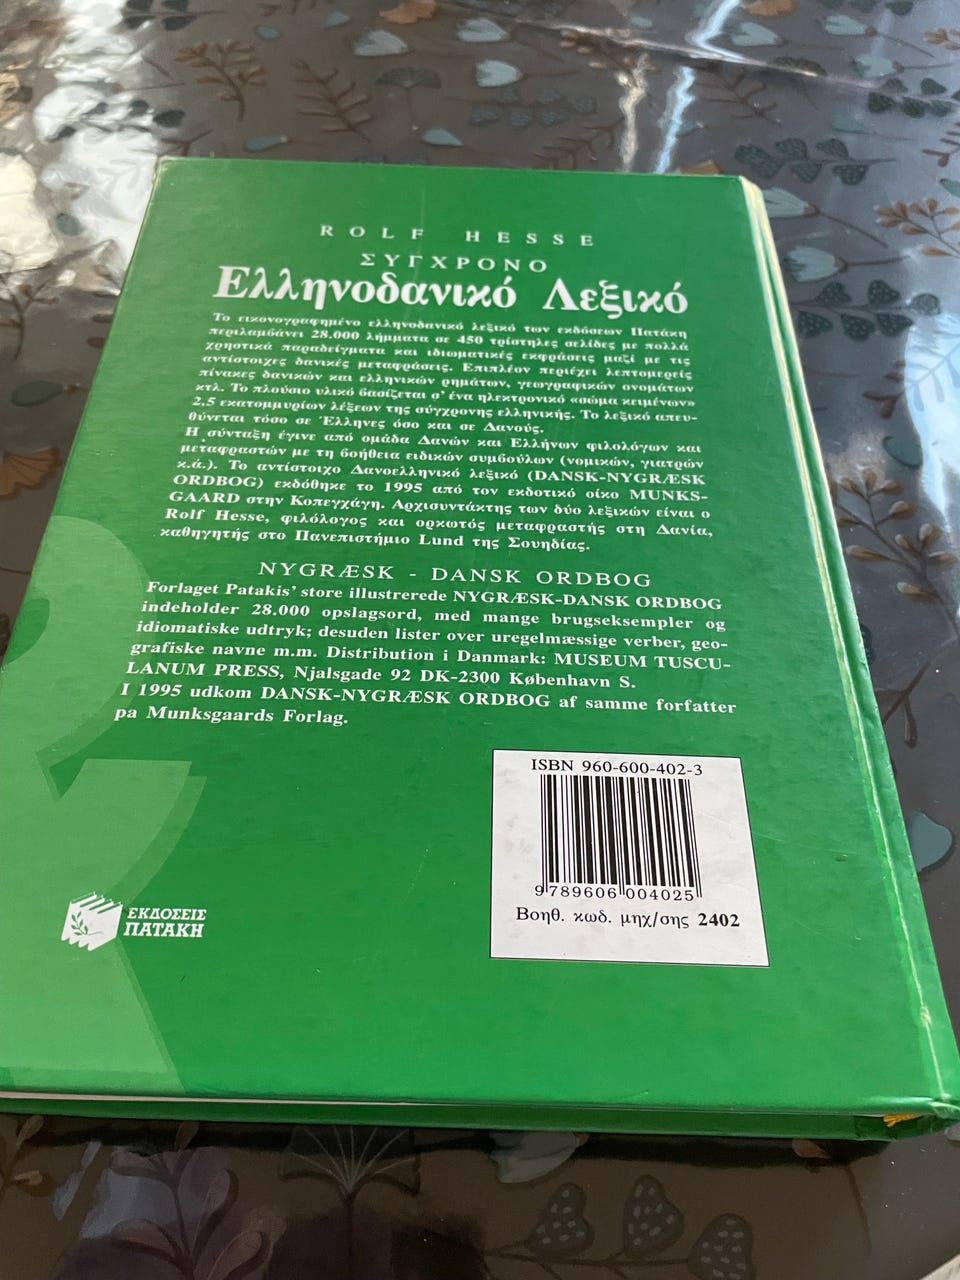 ROLF HESSE
ΣΥΓΧΡΟΝΟ
Ελληνοδανικό Λεξικό
Το εικονογραφημένο ελληνοδανικό λεξικό των εκδόσεων Πατάκη
περιλαμβάνει 28.000 λήμματα σε 450 τρίστηλες σελίδες με πολλά
χρηστικά παραδείγματα και ιδιωματικές εκφράσεις μαζί με τις
αντίστοιχες δανικές μεταφράσεις. Επιπλέον περιέχει λεπτομερείς
πίνακες δανικών και ελληνικών ρημάτων, γεωγραφικών ονομάτων
κτλ. Το πλούσιο υλικό βασίζεται σ' ένα ηλεκτρονικό «σώμα κειμένων»
2,5 εκατομμυρίων λέξεων της σύγχρονης ελληνικής. Το λεξικό απευ-
θύνεται τόσο σε Έλληνες όσο και σε Δανούς.
Η σύνταξη έγινε από ομάδα Δανών και Ελλήνων φιλολόγων και
μεταφραστών με τη βοήθεια ειδικών συμβούλων (νομικών, γιατρών
κ.ά.). Το αντίστοιχο Δανοελληνικό λεξικό (DANSK-NYGRÆSK
ORDBOG) εκδόθηκε το 1995 από τον εκδοτικό οίκο MUNKS-
GAARD στην Κοπεγχάγη. Αρχισυντάκτης των δύο λεξικών είναι ο
Rolf Hesse, φιλόλογος και ορκωτός μεταφραστής στη Δανία,
καθηγητής στο Πανεπιστήμιο Lund της Σουηδίας.
NYGRÆSK - DANSK ORDBOG
Forlaget Patakis' store illustrerede NYGRÆSK-DANSK ORDBOG
indeholder 28.000 opslagsord, med mange brugseksempler og
idiomatiske udtryk; desuden lister over uregelmæssige verber, geo-
grafiske navne m.m. Distribution i Danmark: MUSEUM TUSCU-
LANUM PRESS, Njalsgade 92 DK-2300 København S.
I 1995 udkom DANSK-NYGRÆSK ORDBOG af samme forfatter
pa Munksgaards Forlag.
ISBN 960-600-402-3
9 789606 004025
Βοηθ. κωδ. μηχ/σης 2402
ΕΚΔΟΣΕΙΣ
ΠΑΤΑΚΗ